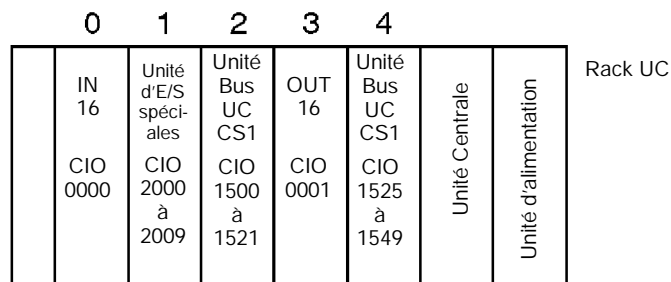 0 1 2 3 4
IN
16
CIO
0000
Unité
d'E/S
spéci-
ales
CIO
2000
à
2009
Unité
Bus
UC
CS1
CIO
1500
à
1521
OUT
16
CIO
0001
Unité
Bus
UC
CS1
CIO
1525
à
1549
Unité Centrale
Unité d'alimentation
Rack UC